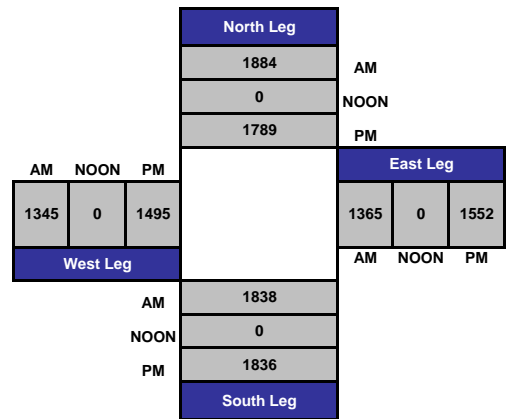 North Leg
1884 AM
0 NOON
1789 PM
AM NOON PM
East Leg
1345 0 1495
1365 0 1552
West Leg
AM NOON PM
AM 1838
NOON 0
PM 1836
South Leg